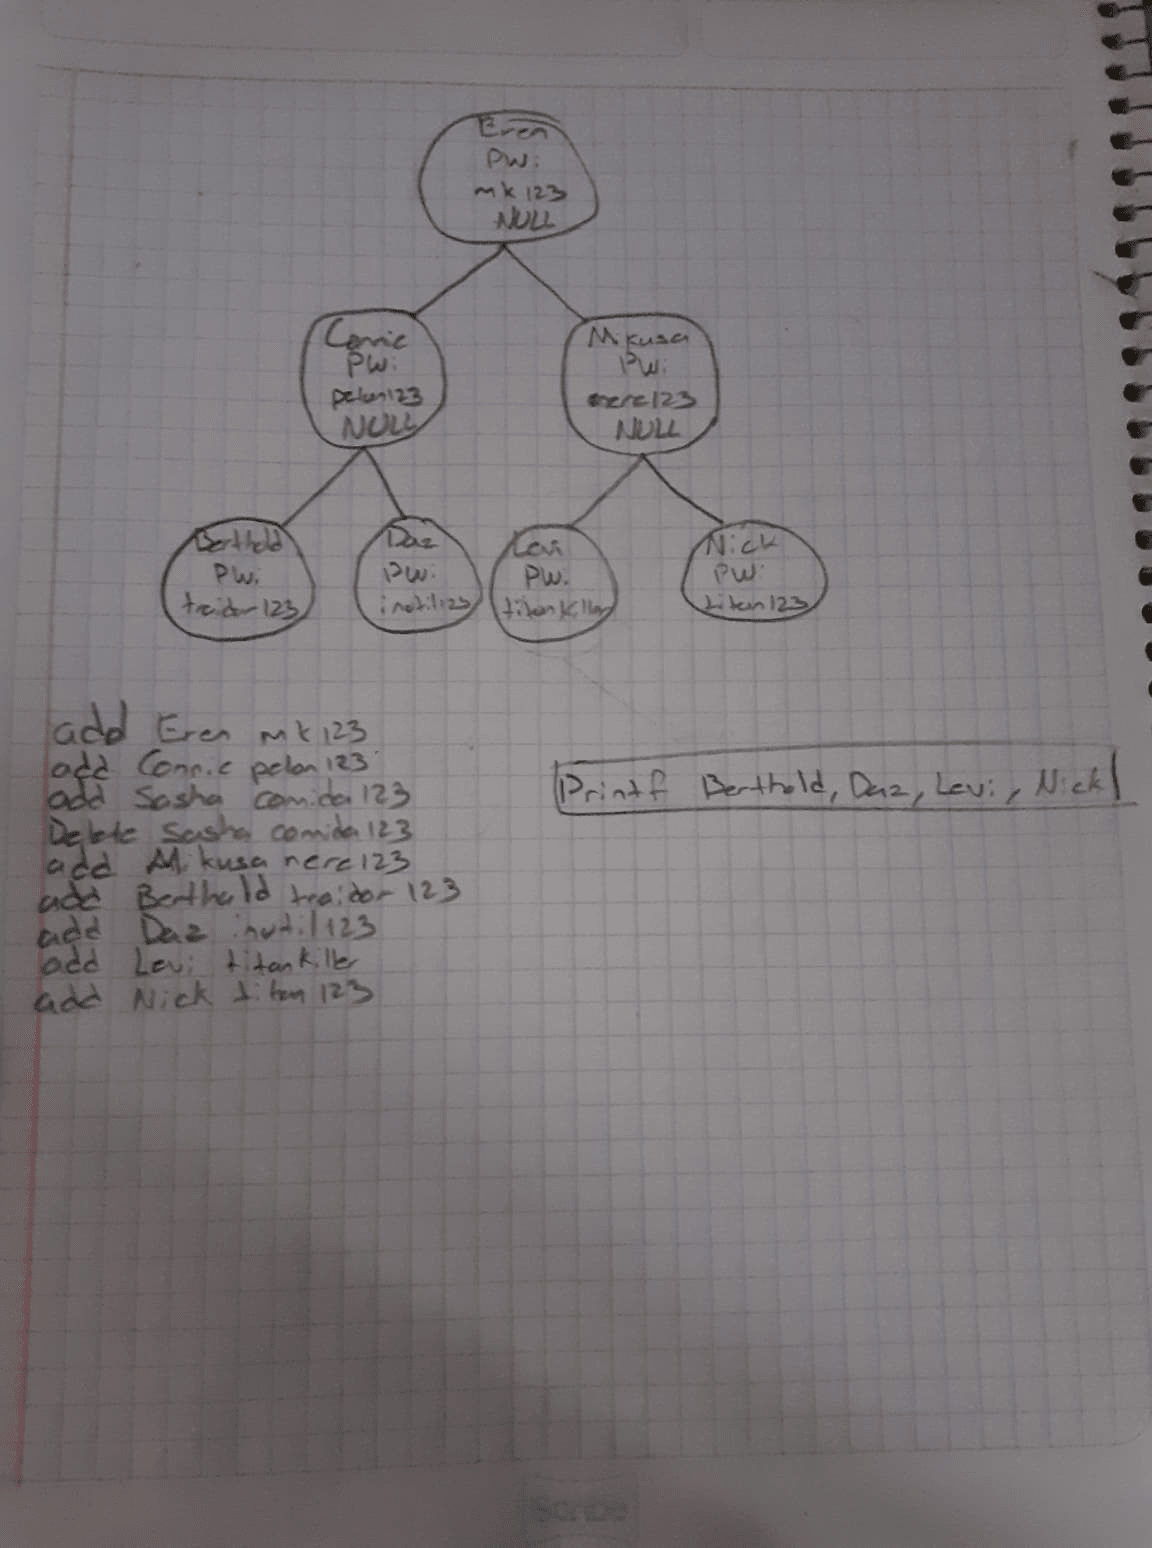 Eren
PW:
mk123
NULL
Connie
PW:
pelon123
NULL
Mikusa
PW:
nere123
NULL
Berthold
PW:
traidor123
Daz
PW:
inutil123
Levi
PW:
titankiller
Nick
PW:
titan123
add Eren mk123
add Connie pelon123
add Sasha comida123
Delete Sasha comida123
add Mikusa nere123
add Berthold traidor123
add Daz inutil123
add Levi titankiller
add Nick titan123
Printf Berthold, Daz, Levi, Nick
Scribe